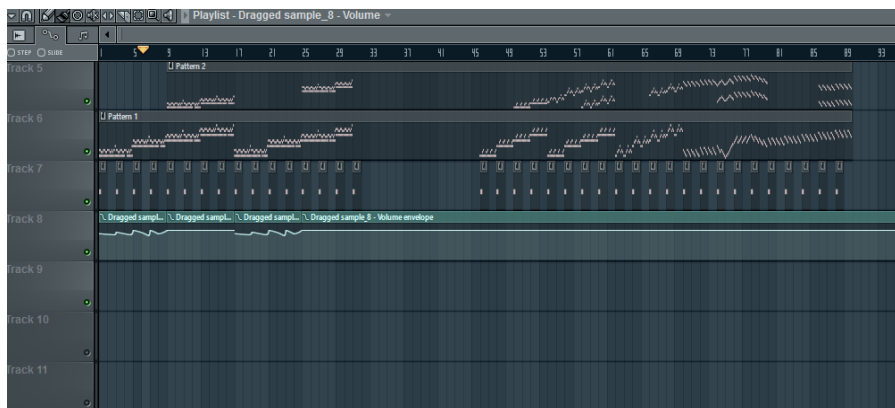 Playlist - Dragged sample_8 - Volume
STEP SLIDE
1 5 9 13 17 21 25 29 33 37 41 45 49 53 57 61 65 69 73 77 81 85 89 93
Track 5
Pattern 2
Track 6
Pattern 1
Track 7
Track 8
Dragged sampl... Dragged sampl... Dragged sampl... Dragged sample_8 - Volume envelope
Track 9
Track 10
Track 11